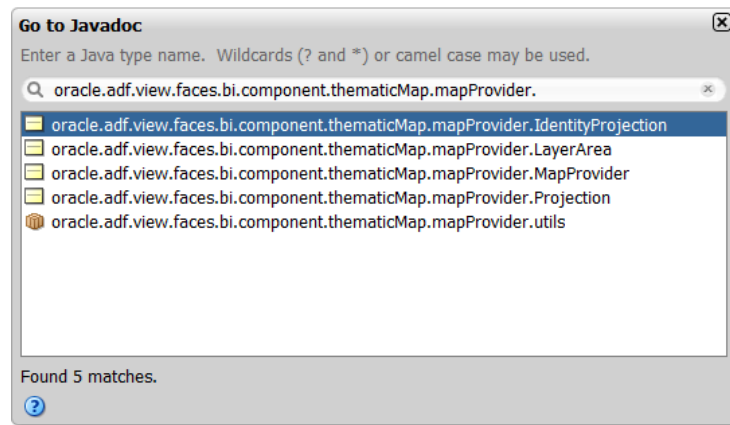 Go to Javadoc
Enter a Java type name. Wildcards (? and *) or camel case may be used.
oracle.adf.view.faces.bi.component.thematicMap.mapProvider.
oracle.adf.view.faces.bi.component.thematicMap.mapProvider.IdentityProjection
oracle.adf.view.faces.bi.component.thematicMap.mapProvider.LayerArea
oracle.adf.view.faces.bi.component.thematicMap.mapProvider.MapProvider
oracle.adf.view.faces.bi.component.thematicMap.mapProvider.Projection
oracle.adf.view.faces.bi.component.thematicMap.mapProvider.utils
Found 5 matches.
?